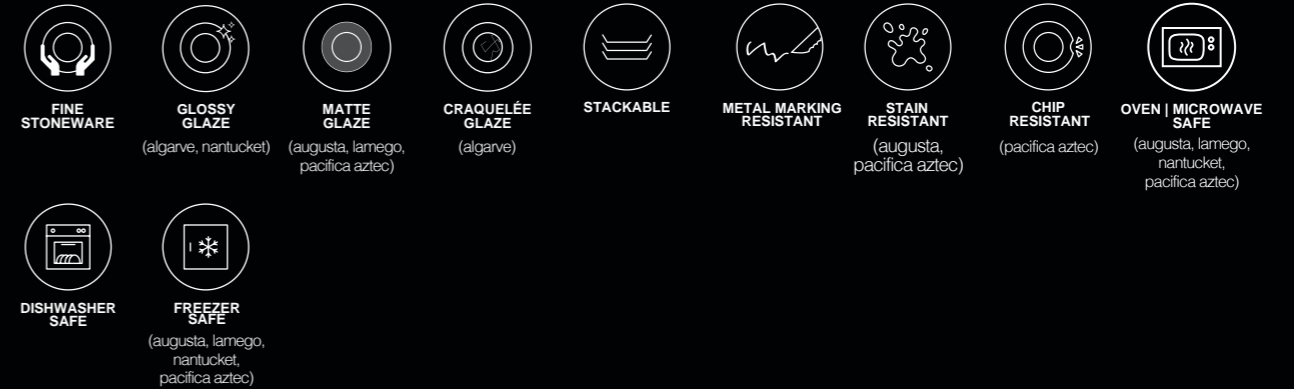 FINE
STONEWARE
GLOSSY
GLAZE
(algarve, nantucket)
MATTE
GLAZE
(augusta, lamego,
pacifica aztec)
CRAQUELÉE
GLAZE
(algarve)
STACKABLE
METAL MARKING
RESISTANT
STAIN
RESISTANT
(augusta,
pacifica aztec)
CHIP
RESISTANT
(pacifica aztec)
OVEN | MICROWAVE
SAFE
(augusta, lamego,
nantucket,
pacifica aztec)
DISHWASHER
SAFE
FREEZER
SAFE
(augusta, lamego,
nantucket,
pacifica aztec)